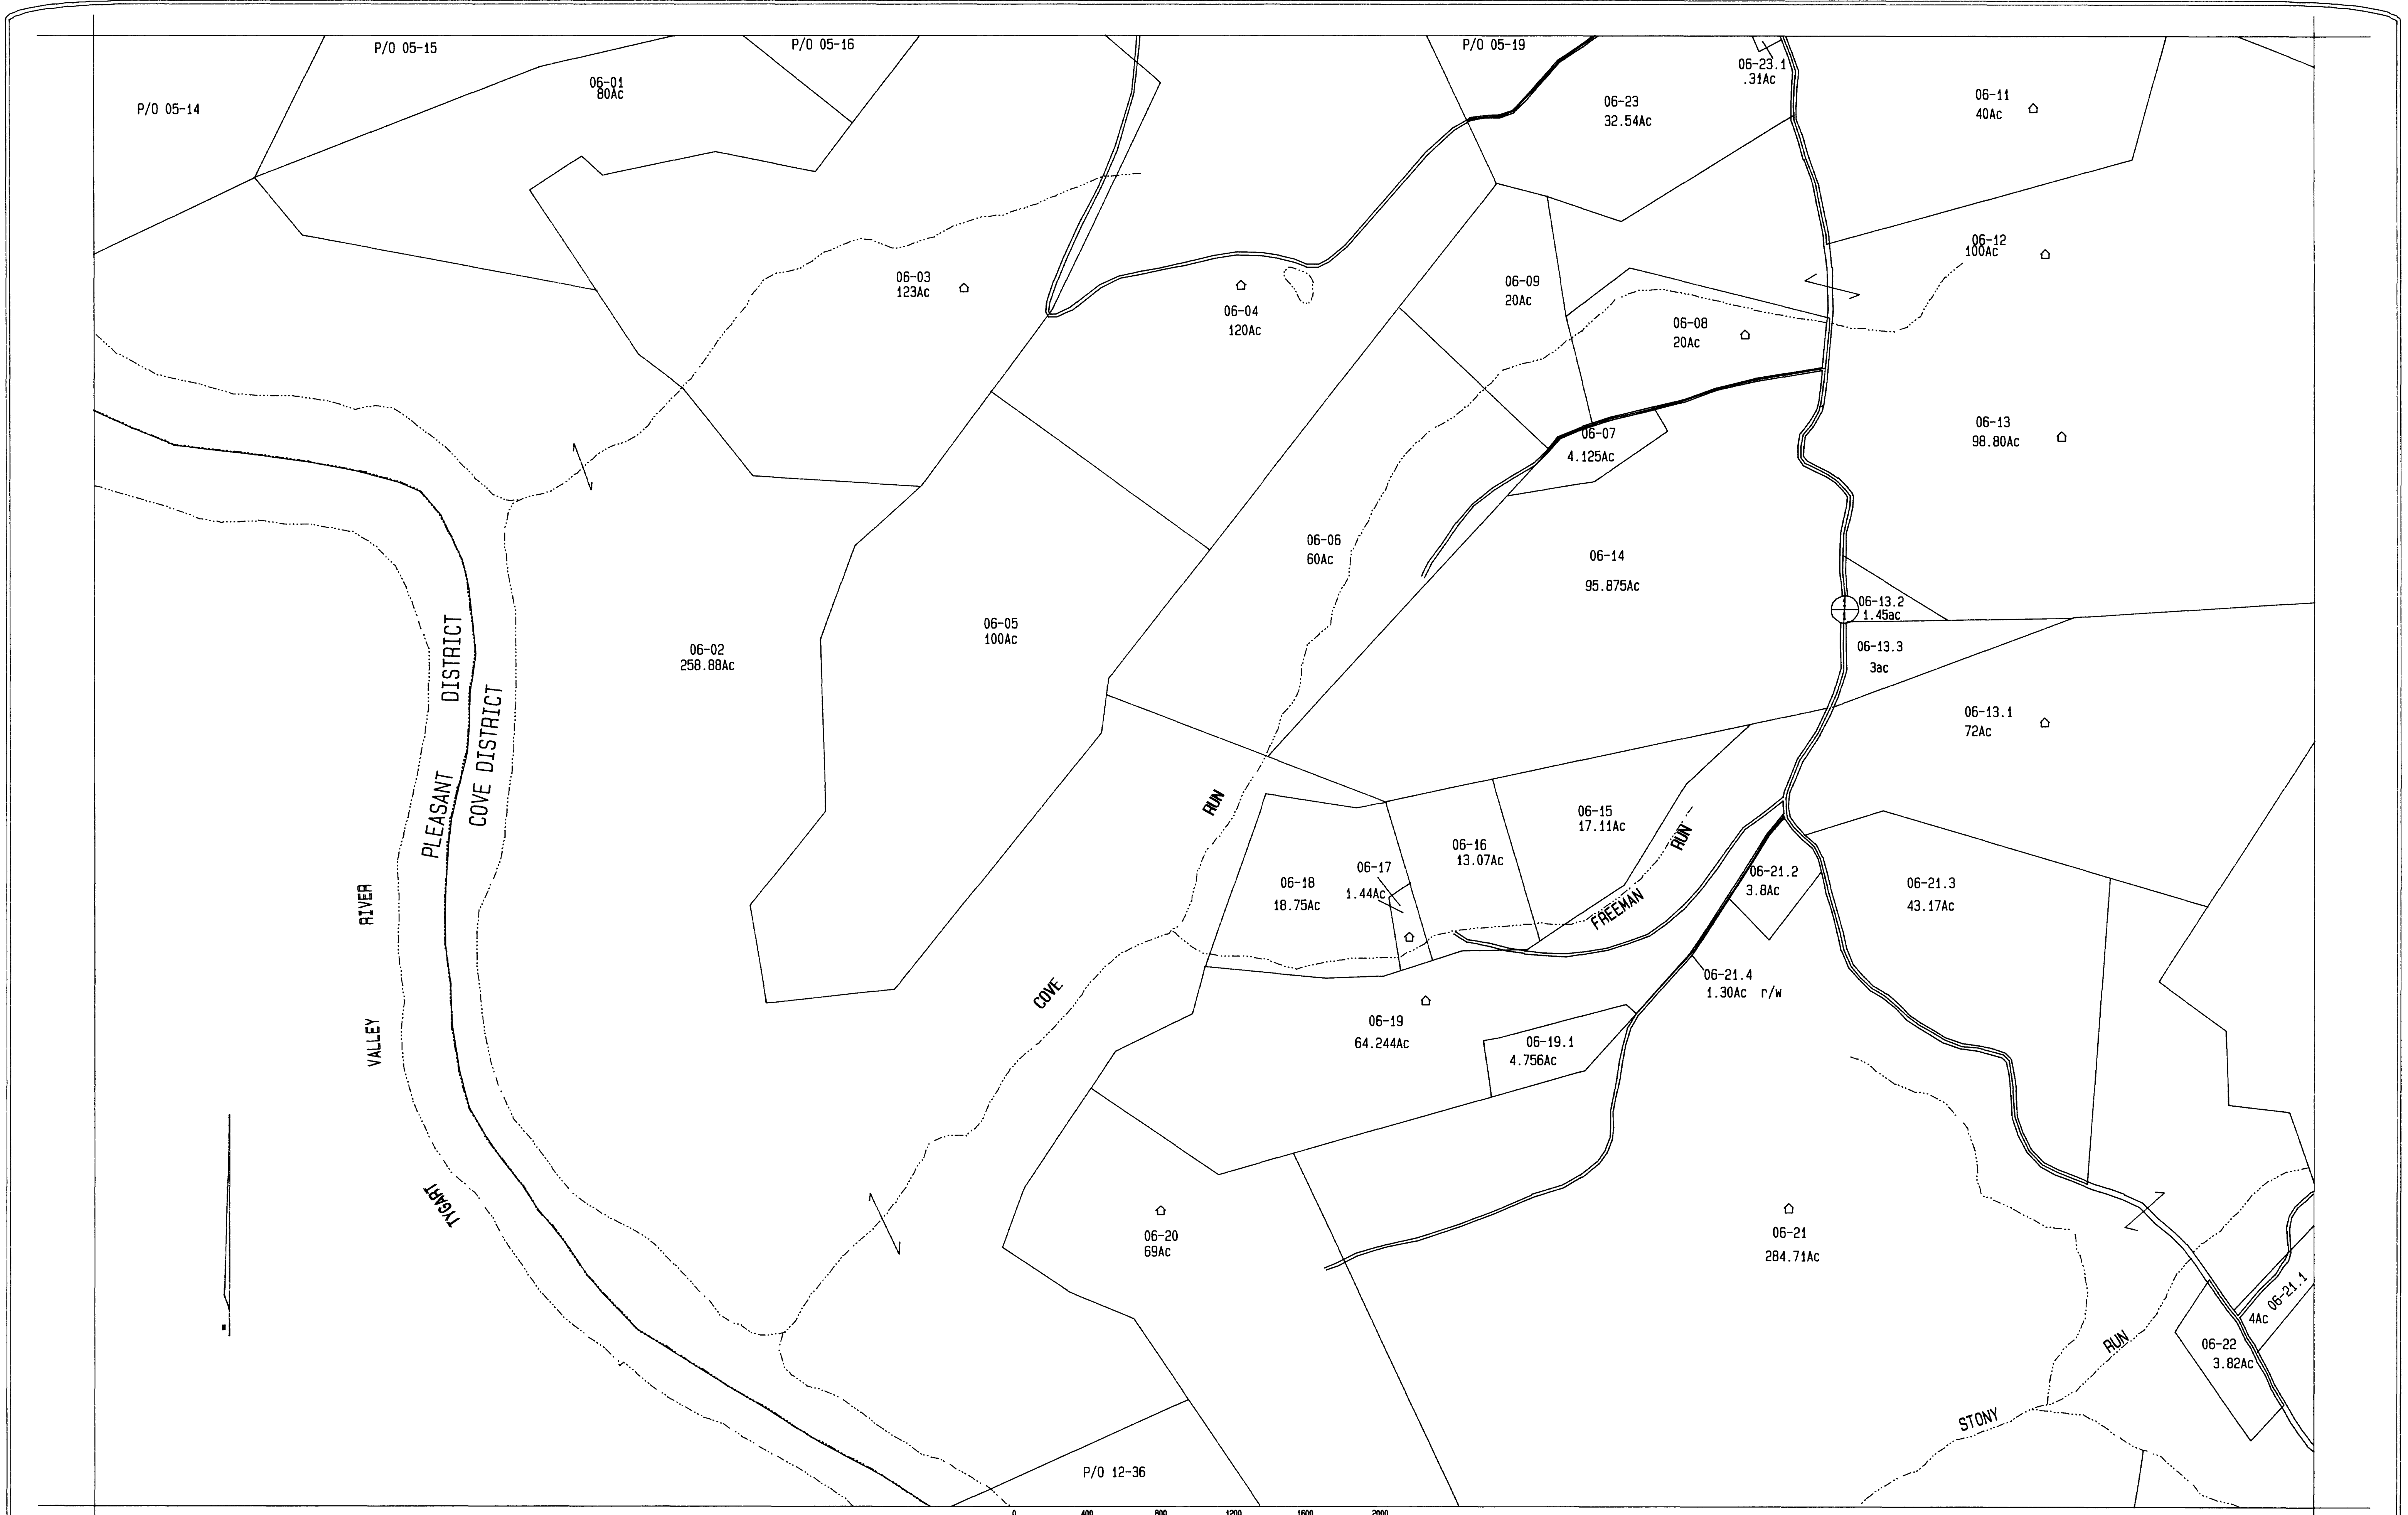 P/O 05-15
P/O 05-16
P/O 05-19
P/O 05-14
06-01
80Ac
06-23.1
.31Ac
06-23
32.54Ac
06-11
40Ac
06-12
100Ac
06-03
123Ac
06-04
120Ac
06-09
20Ac
06-08
20Ac
06-07
4.125Ac
06-13
98.80Ac
06-06
60Ac
06-14
95.875Ac
06-13.2
1.45ac
06-13.3
3ac
06-02
258.88Ac
06-05
100Ac
PLEASANT DISTRICT
COVE DISTRICT
06-13.1
72Ac
06-15
17.11Ac
06-16
13.07Ac
06-17
1.44Ac
06-18
18.75Ac
COVE RUN
FREEMAN RUN
06-21.2
3.8Ac
06-21.3
43.17Ac
06-21.4
1.30Ac r/w
06-19
64.244Ac
06-19.1
4.756Ac
TYGART VALLEY RIVER
06-20
69Ac
06-21
284.71Ac
06-21.1
4Ac
06-22
3.82Ac
STONY RUN
P/O 12-36
0 400 800 1200 1600 2000